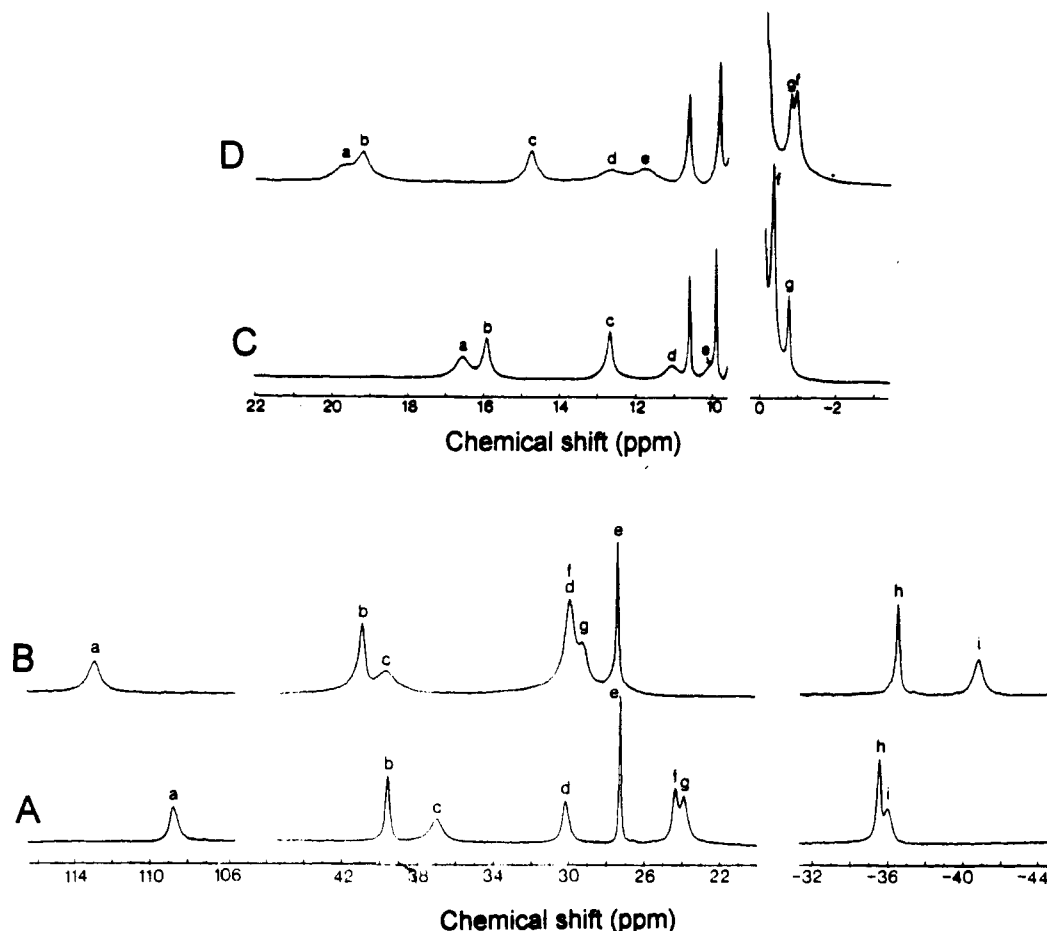 g f
D a b c d e
f
C a b c d e g
22 20 18 16 14 12 10 0 -2
Chemical shift (ppm)
e
f
B a b c d g h i
e
A a b c d f g h i
114 110 106 42 38 34 30 26 22 -32 -36 -40 -44
Chemical shift (ppm)